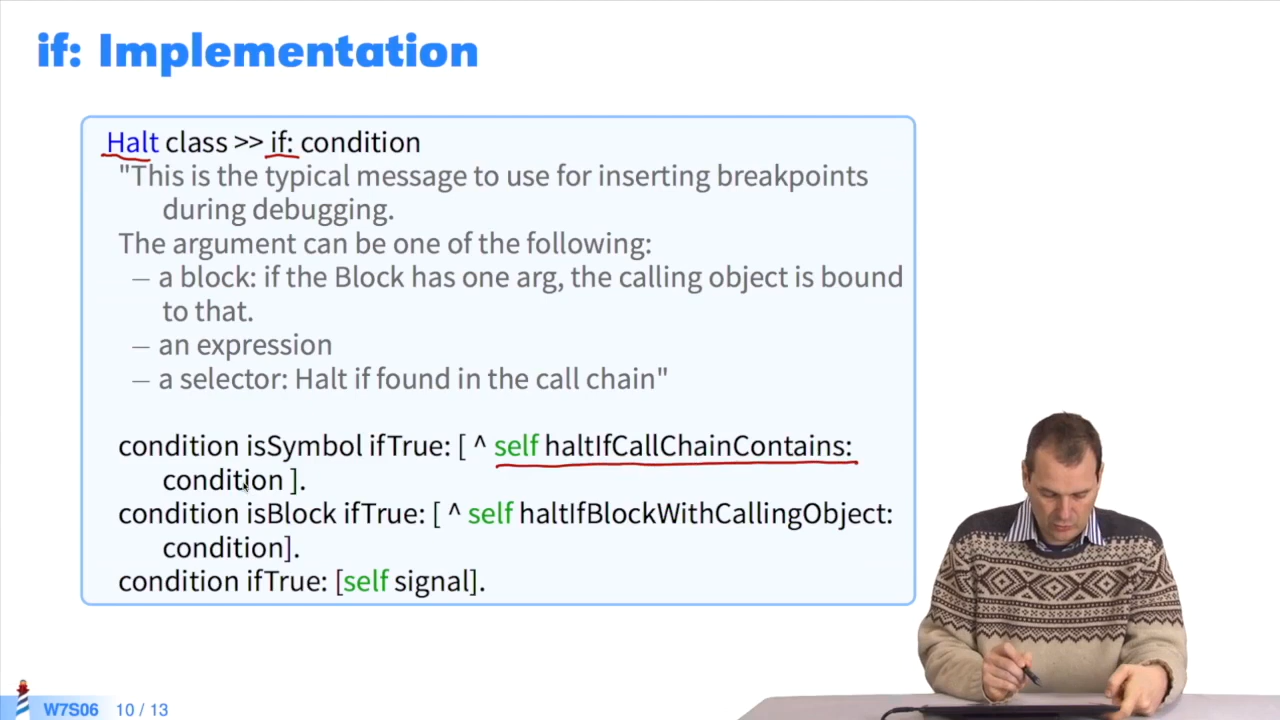 if: Implementation
Halt class >> if: condition
"This is the typical message to use for inserting breakpoints
during debugging.
The argument can be one of the following:
– a block: if the Block has one arg, the calling object is bound
to that.
– an expression
– a selector: Halt if found in the call chain"
condition isSymbol ifTrue: [ ^ self haltIfCallChainContains:
condition ].
condition isBlock ifTrue: [ ^ self haltIfBlockWithCallingObject:
condition].
condition ifTrue: [self signal].
W7S06 10 / 13